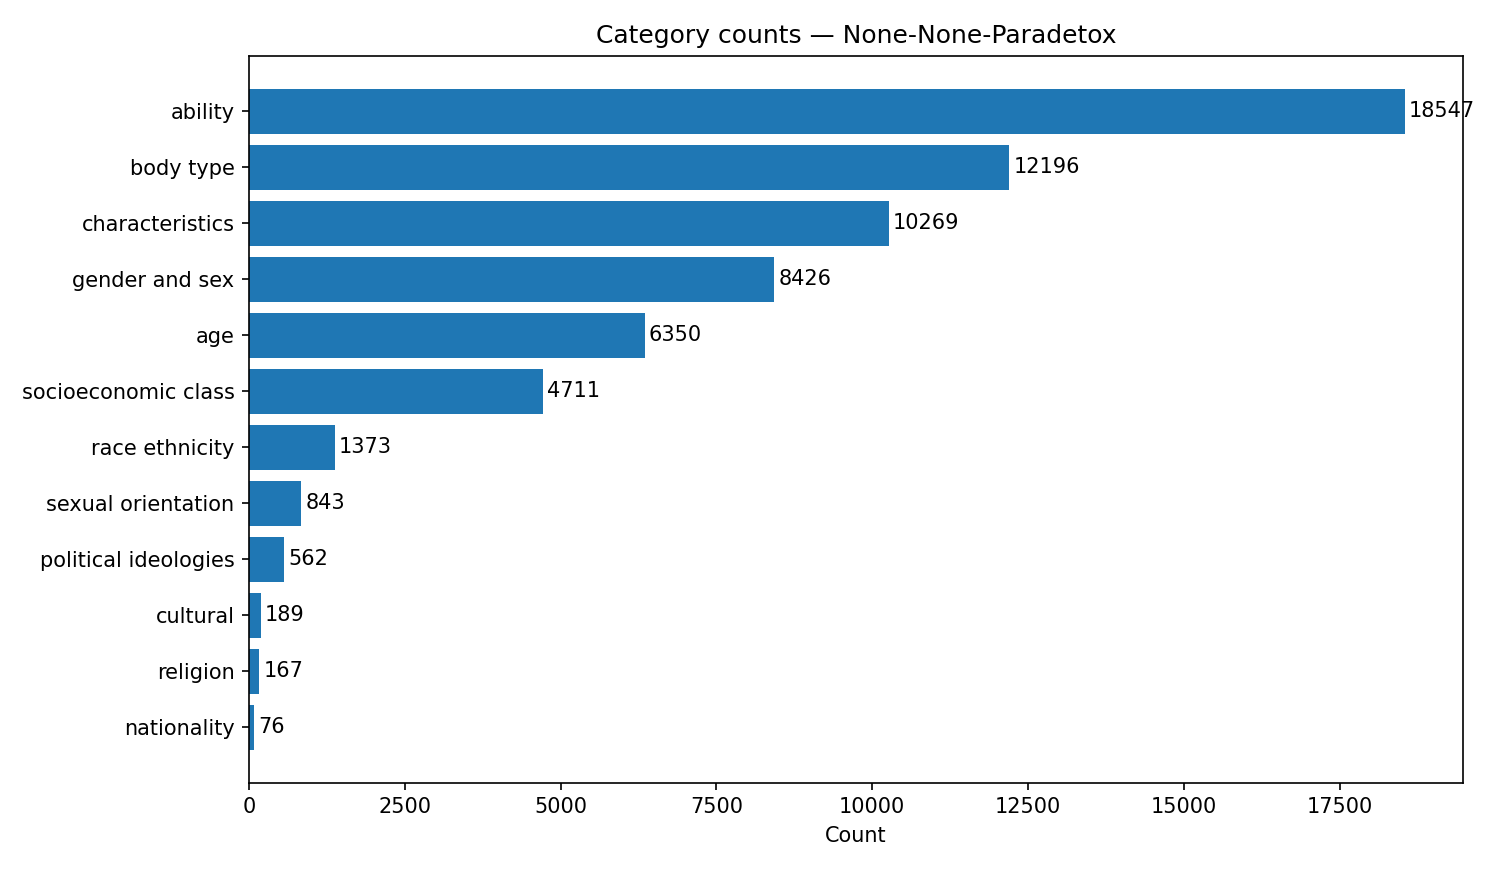 Category counts — None-None-Paradetox
ability 18547
body type 12196
characteristics 10269
gender and sex 8426
age 6350
socioeconomic class 4711
race ethnicity 1373
sexual orientation 843
political ideologies 562
cultural 189
religion 167
nationality 76
0 2500 5000 7500 10000 12500 15000 17500
Count